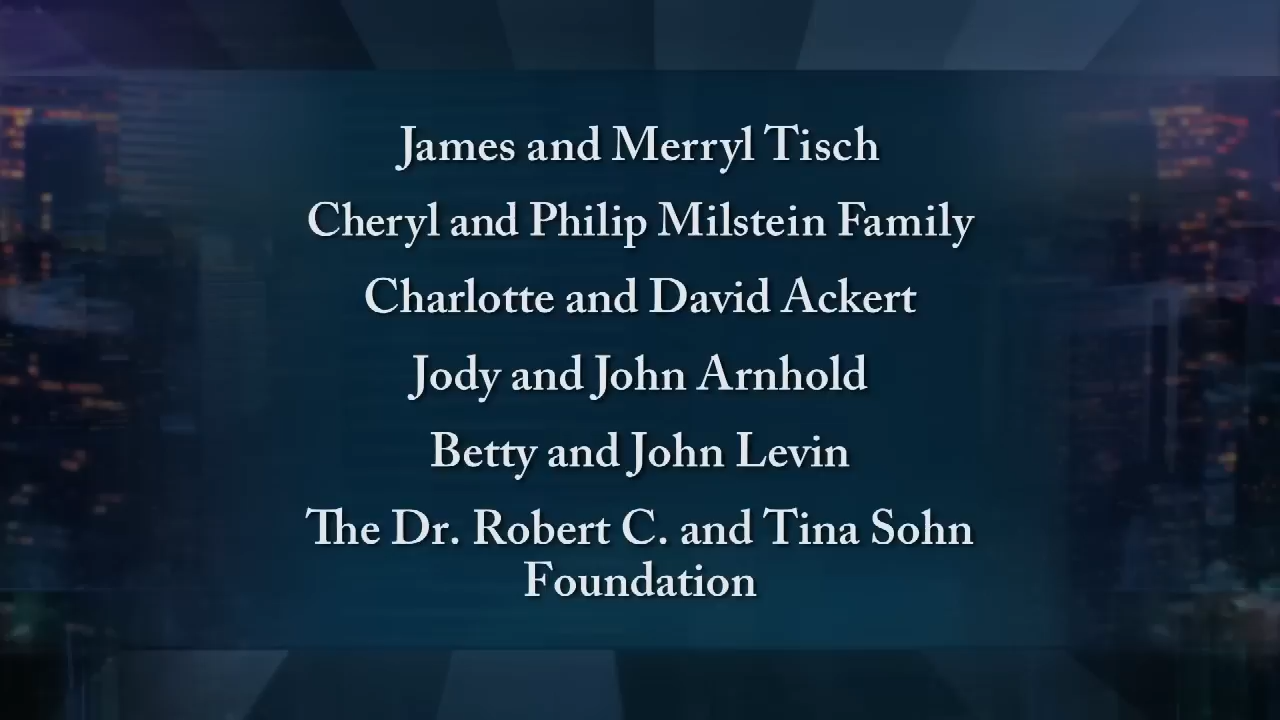 James and Merryl Tisch
Cheryl and Philip Milstein Family
Charlotte and David Ackert
Jody and John Arnhold
Betty and John Levin
The Dr. Robert C. and Tina Sohn
Foundation